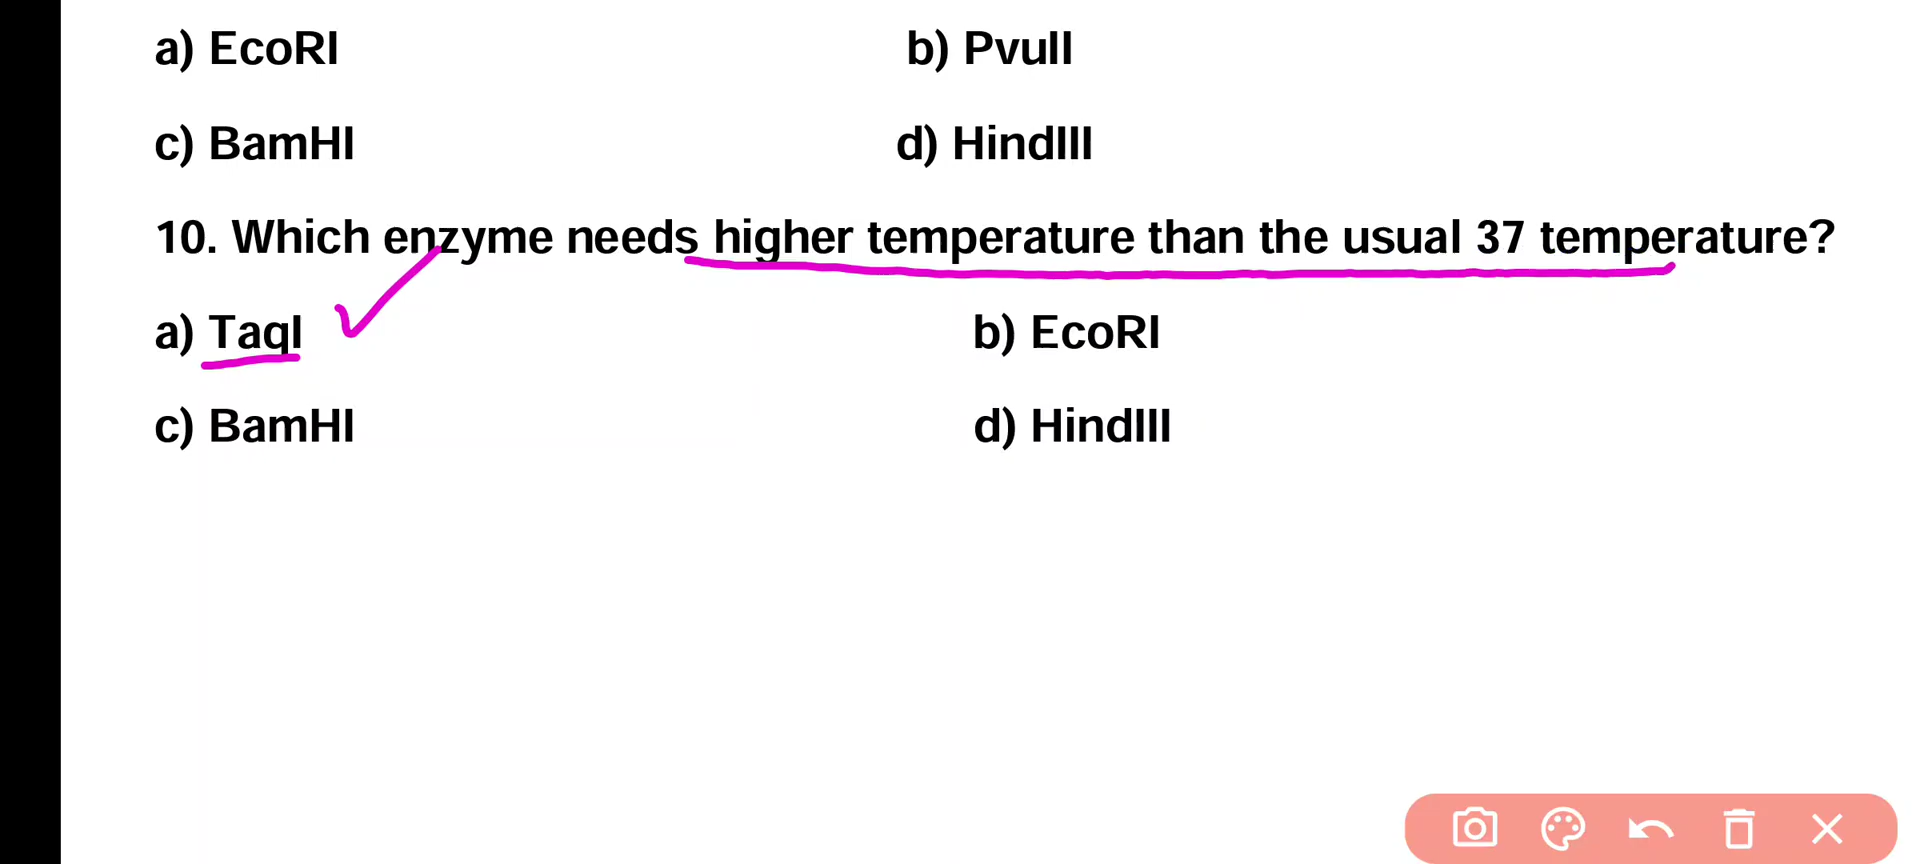 a) EcoRI b) PvuII
c) BamHI d) HindIII
10. Which enzyme needs higher temperature than the usual 37 temperature?
a) TaqI b) EcoRI
c) BamHI d) HindIII